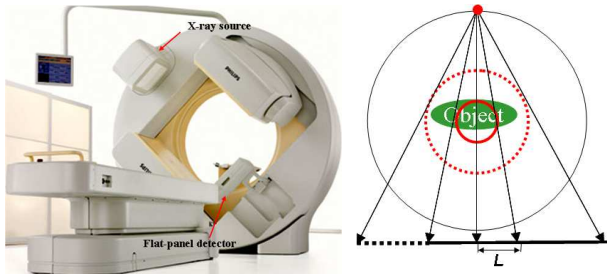 X-ray source
PHILIPS
Flat-panel detector
Object
L